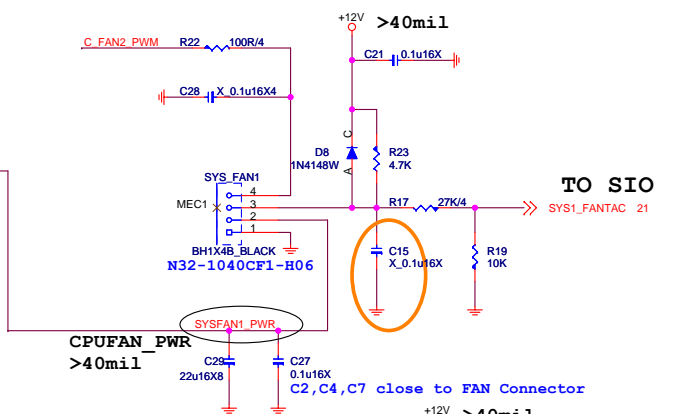 +12V >40mil
C_FAN2_PWM R22 100R/4
C21 0.1u16X
C28 X_0.1u16X4
C
D8 R23
1N4148W 4.7K
A
SYS_FAN1
TO SIO
4
MEC1 3 R17 27K/4 SYS1_FANTAC 21
2
1
C15 R19
BH1X4B_BLACK X_0.1u16X 10K
N32-1040CF1-H06
SYSFAN1_PWR
CPUFAN_PWR
>40mil C29 C27
22u16X8 0.1u16X
C2,C4,C7 close to FAN Connector
+12V >40mil